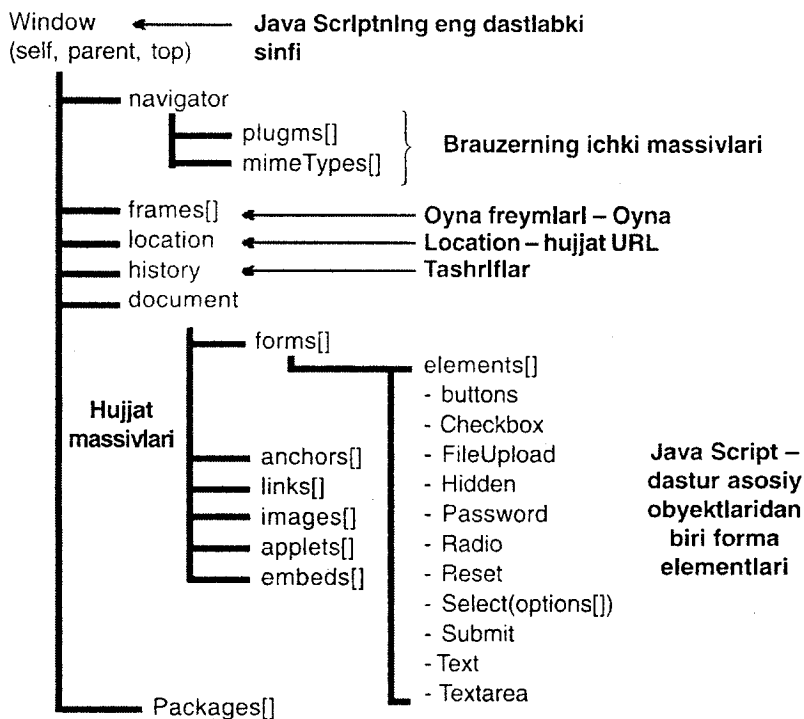 Window
(self, parent, top)
Java ScrIptnIng eng dastlabki
sinfi
navigator
plugms[]
mimeTypes[]
Brauzerning ichki massivlari
frames[]
Oyna freymlarI – Oyna
location
Location – hujjat URL
history
TashrIflar
document
forms[]
elements[]
- buttons
- Checkbox
- FileUpload
- Hidden
- Password
- Radio
- Reset
- Select(options[])
- Submit
- Text
- Textarea
Hujjat
massivlari
anchors[]
links[]
images[]
applets[]
embeds[]
Java Script –
dastur asosiy
obyektlaridan
biri forma
elementlari
Packages[]